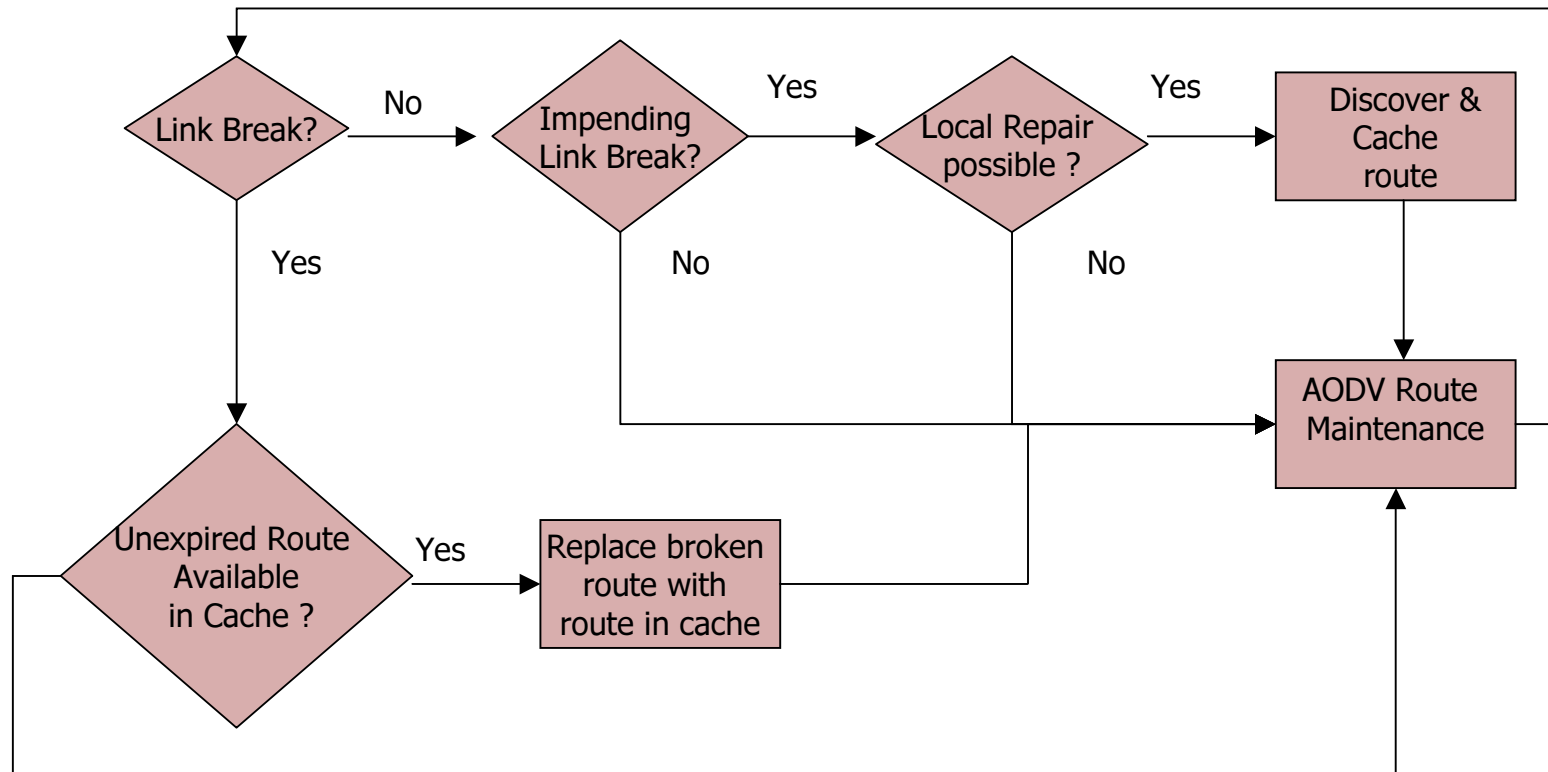 Link Break?
No
Impending
Link Break?
Yes
Local Repair
possible ?
Yes
Discover &
Cache
route
Yes
No
No
AODV Route
Maintenance
Unexpired Route
Available
in Cache ?
Yes
Replace broken
route with
route in cache